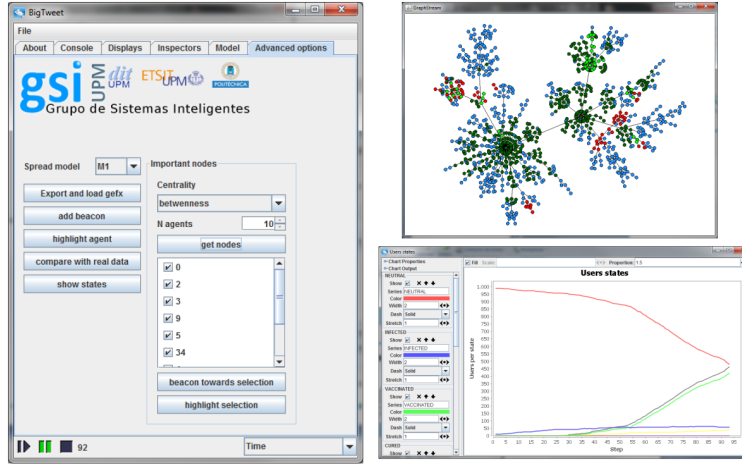 BigTweet
File
About
Console
Displays
Inspectors
Model
Advanced options
gsi
UPM
dit
UPM
ETSIT
UPM
POLITÉCNICA
Grupo de Sistemas Inteligentes
Spread model
M1
Export and load gefx
add beacon
highlight agent
compare with real data
show states
Important nodes
Centrality
betwenness
N agents
10
get nodes
0
2
3
9
5
34
beacon towards selection
highlight selection
92
Time
GraphStream
Users states
Chart Properties
Chart Output
NEUTRAL
Show
Series NEUTRAL
Color
Width 2
Dash Solid
Stretch 1
INFECTED
Show
Series INFECTED
Color
Width 2
Dash Solid
Stretch 1
VACCINATED
Show
Series VACCINATED
Color
Width 2
Dash Solid
Stretch 1
CURED
Show
Fill Scale: Proportion: 1.5
Users states
Users per state
1.000
950
900
850
800
750
700
650
600
550
500
450
400
350
300
250
200
150
100
50
0
0 5 10 15 20 25 30 35 40 45 50 55 60 65 70 75 80 85 90 95
Step